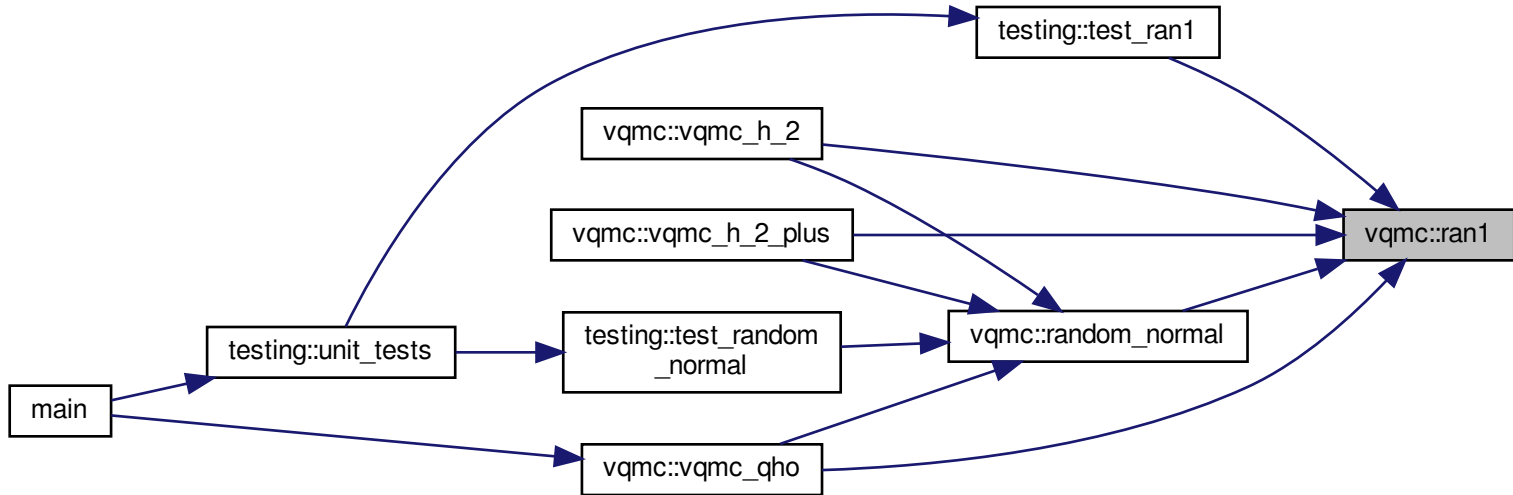 testing::test_ran1
vqmc::vqmc_h_2
vqmc::vqmc_h_2_plus
vqmc::ran1
testing::unit_tests
testing::test_random
_normal
vqmc::random_normal
main
vqmc::vqmc_qho